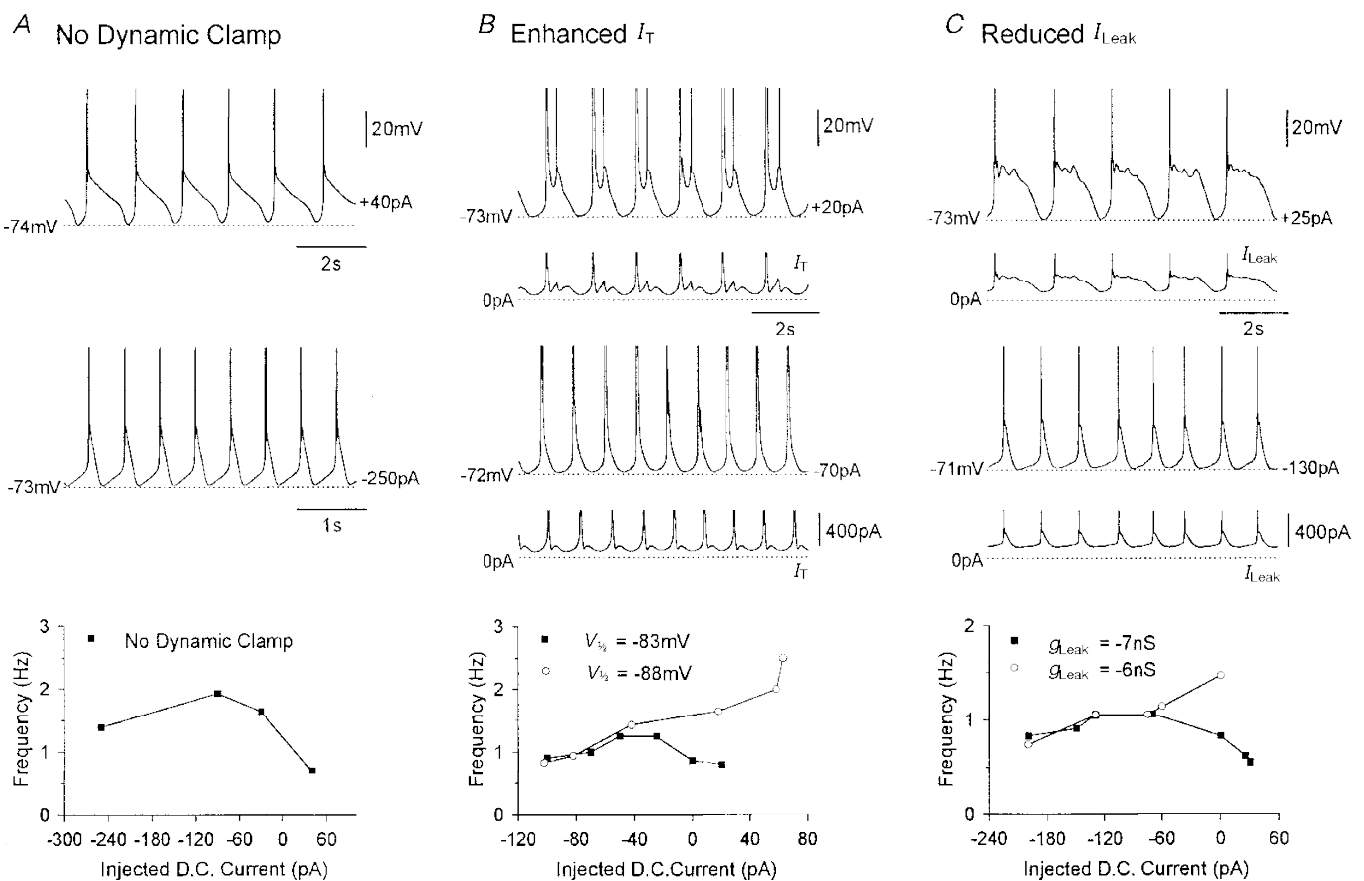 A No Dynamic Clamp
20mV
+40pA
-74mV
2s
-250pA
-73mV
1s
3
2
1
0
Frequency (Hz)
No Dynamic Clamp
-300 -240 -180 -120 -60 0 60
Injected D.C. Current (pA)
B Enhanced I_T
20mV
-73mV
+20pA
I_T
0pA
2s
-72mV
-70pA
400pA
0pA
I_T
3
2
1
0
Frequency (Hz)
V½ = -83mV
V½ = -88mV
-120 -80 -40 0 40 80
Injected D.C.Current (pA)
C Reduced I_Leak
20mV
-73mV
+25pA
I_Leak
0pA
2s
-71mV
-130pA
400pA
0pA
I_Leak
2
1
0
Frequency (Hz)
g_Leak = -7nS
g_Leak = -6nS
-240 -180 -120 -60 0 60
Injected D.C.Current (pA)